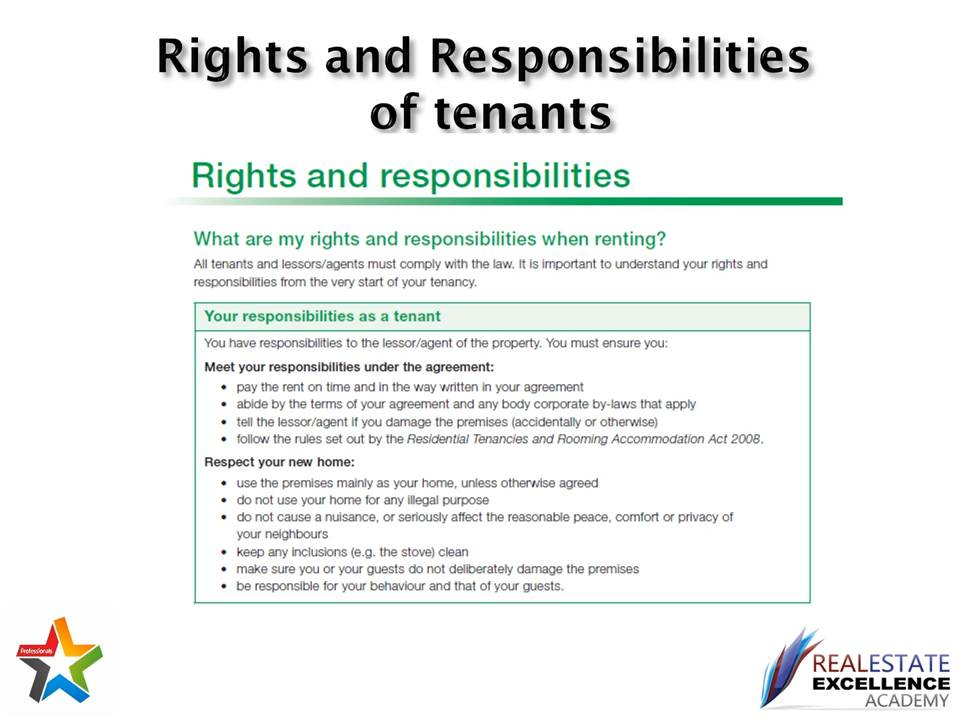 Rights and Responsibilities
of tenants
Rights and responsibilities
What are my rights and responsibilities when renting?
All tenants and lessors/agents must comply with the law. It is important to understand your rights and
responsibilities from the very start of your tenancy.
Your responsibilities as a tenant
You have responsibilities to the lessor/agent of the property. You must ensure you:
Meet your responsibilities under the agreement:
• pay the rent on time and in the way written in your agreement
• abide by the terms of your agreement and any body corporate by-laws that apply
• tell the lessor/agent if you damage the premises (accidentally or otherwise)
• follow the rules set out by the Residential Tenancies and Rooming Accommodation Act 2008.
Respect your new home:
• use the premises mainly as your home, unless otherwise agreed
• do not use your home for any illegal purpose
• do not cause a nuisance, or seriously affect the reasonable peace, comfort or privacy of
your neighbours
• keep any inclusions (e.g. the stove) clean
• make sure you or your guests do not deliberately damage the premises
• be responsible for your behaviour and that of your guests.
Professionals
REALESTATE
EXCELLENCE
ACADEMY